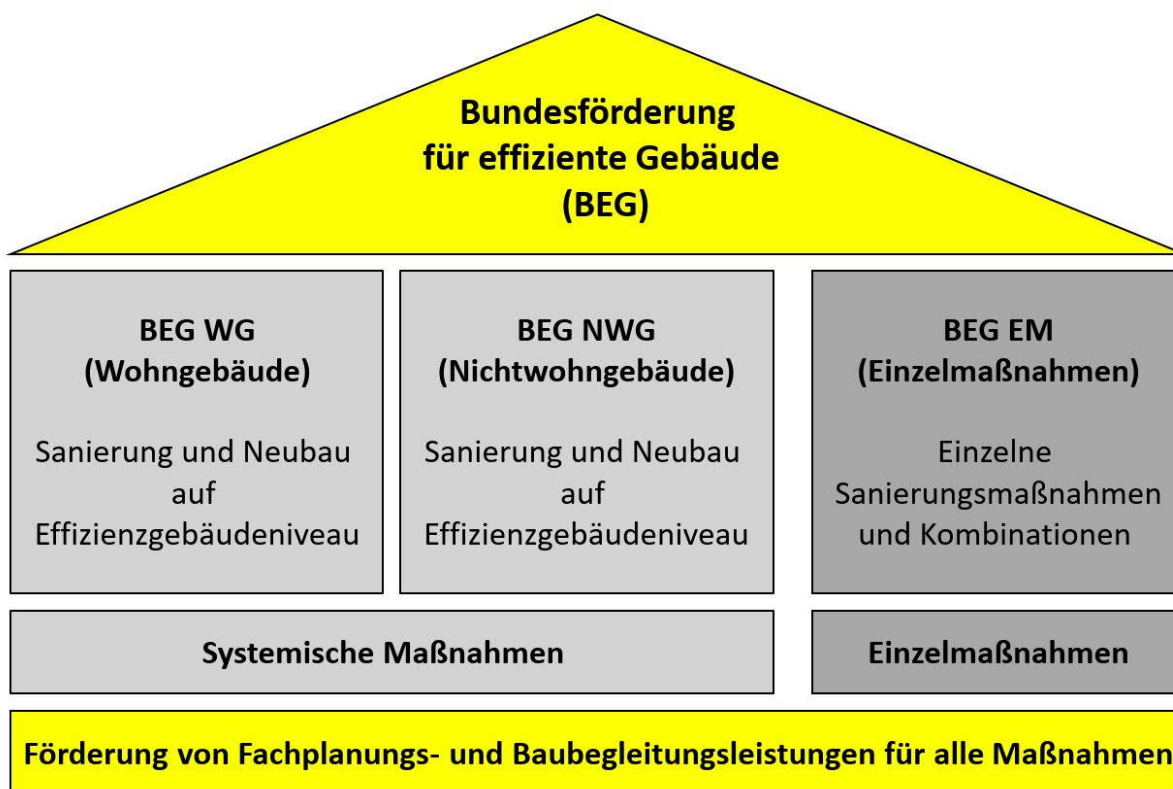 Bundesförderung
für effiziente Gebäude
(BEG)
BEG WG
(Wohngebäude)
Sanierung und Neubau
auf
Effizienzgebäudeniveau
BEG NWG
(Nichtwohngebäude)
Sanierung und Neubau
auf
Effizienzgebäudeniveau
BEG EM
(Einzelmaßnahmen)
Einzelne
Sanierungsmaßnahmen
und Kombinationen
Systemische Maßnahmen
Einzelmaßnahmen
Förderung von Fachplanungs- und Baubegleitungsleistungen für alle Maßnahmen